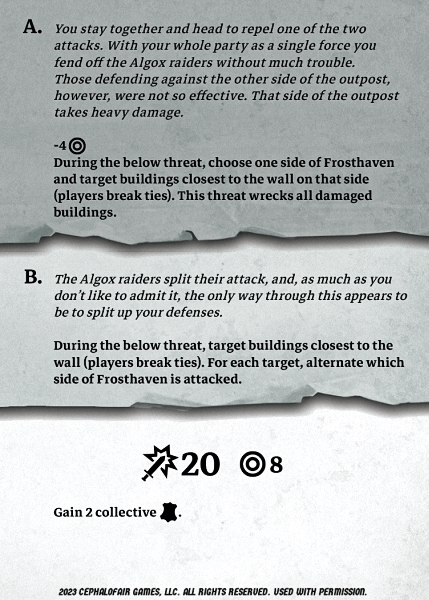 A. You stay together and head to repel one of the two
attacks. With your whole party as a single force you
fend off the Algox raiders without much trouble.
Those defending against the other side of the outpost,
however, were not so effective. That side of the outpost
takes heavy damage.
-4
During the below threat, choose one side of Frosthaven
and target buildings closest to the wall on that side
(players break ties). This threat wrecks all damaged
buildings.
B. The Algox raiders split their attack, and, as much as you
don't like to admit it, the only way through this appears to
be to split up your defenses.
During the below threat, target buildings closest to the
wall (players break ties). For each target, alternate which
side of Frosthaven is attacked.
20 8
Gain 2 collective .
2023 CEPHALOFAIR GAMES, LLC. ALL RIGHTS RESERVED. USED WITH PERMISSION.